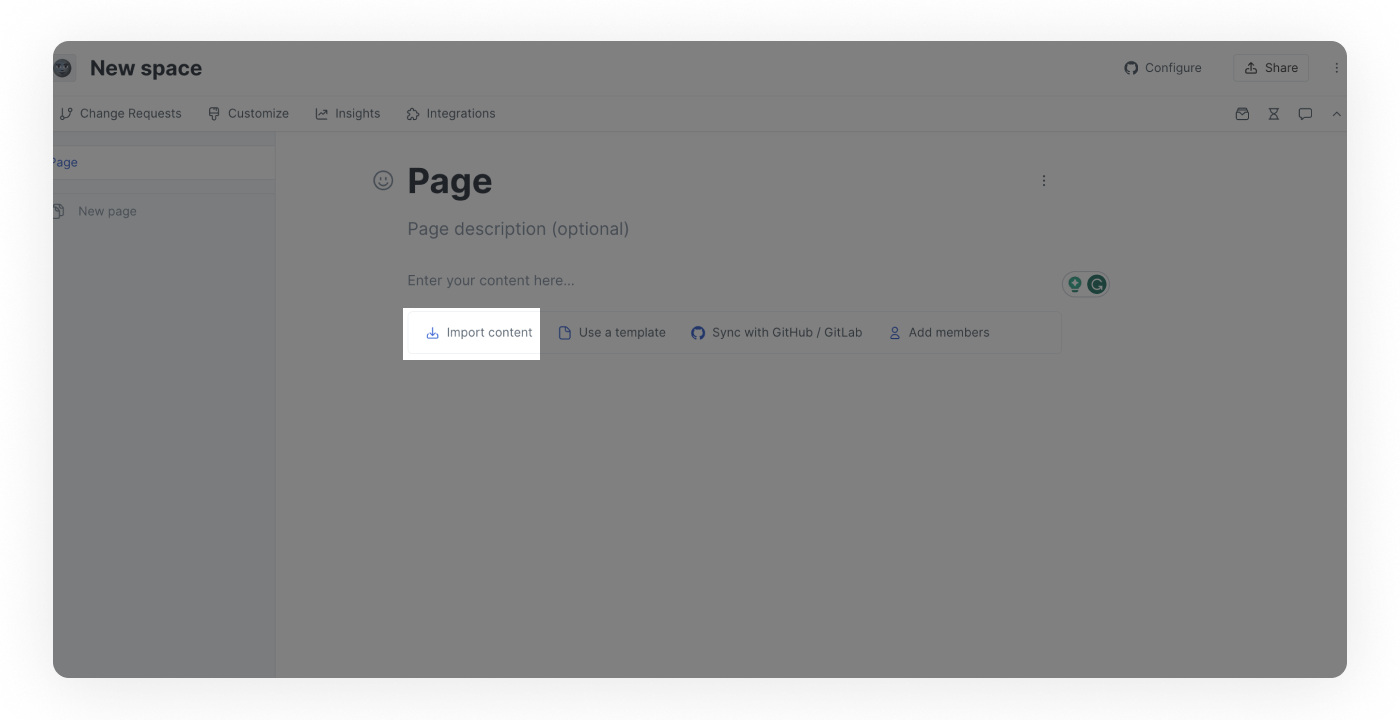 New space
Configure
Share
Change Requests
Customize
Insights
Integrations
Page
New page
Page
Page description (optional)
Enter your content here...
Import content
Use a template
Sync with GitHub / GitLab
Add members